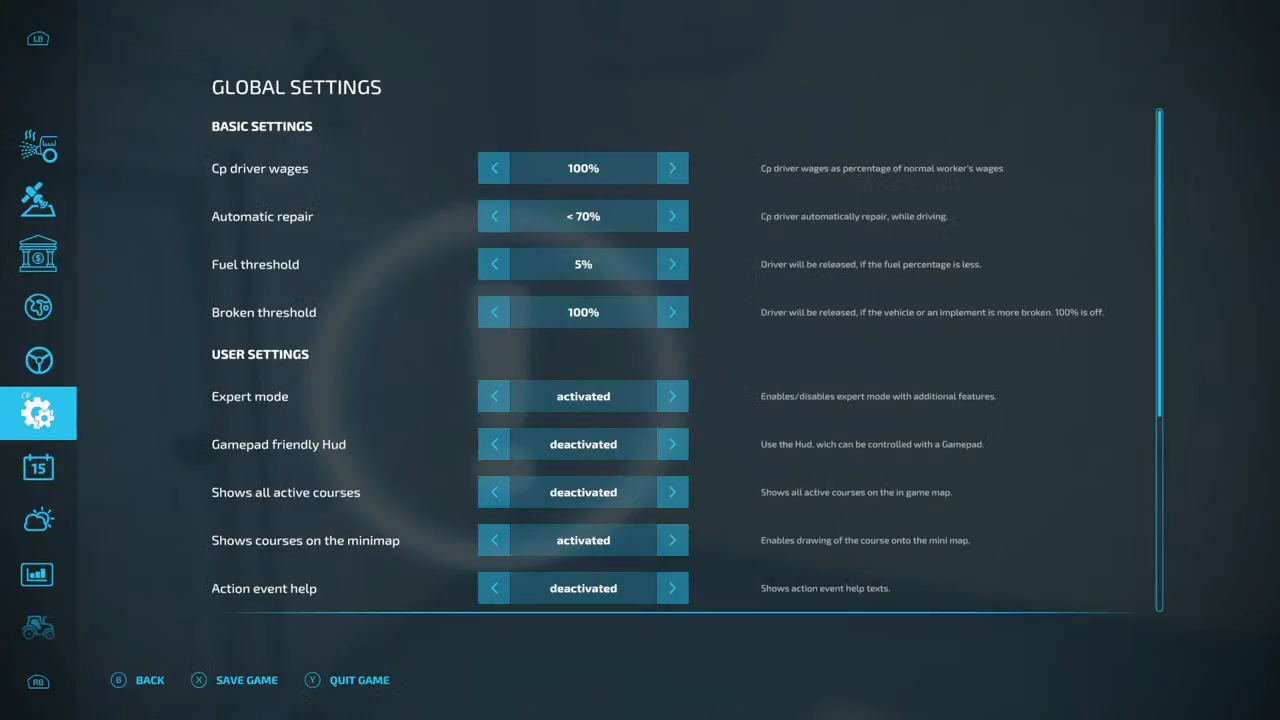 LB
GLOBAL SETTINGS
BASIC SETTINGS
Cp driver wages 100% Cp driver wages as percentage of normal worker's wages
Automatic repair < 70% Cp driver automatically repair, while driving.
Fuel threshold 5% Driver will be released, if the fuel percentage is less.
Broken threshold 100% Driver will be released, if the vehicle or an implement is more broken. 100% is off.
USER SETTINGS
CP
Expert mode activated Enables/disables expert mode with additional features.
Gamepad friendly Hud deactivated Use the Hud, wich can be controlled with a Gamepad.
15
Shows all active courses deactivated Shows all active courses on the in game map.
Shows courses on the minimap activated Enables drawing of the course onto the mini map.
Action event help deactivated Shows action event help texts.
RB
B BACK X SAVE GAME Y QUIT GAME